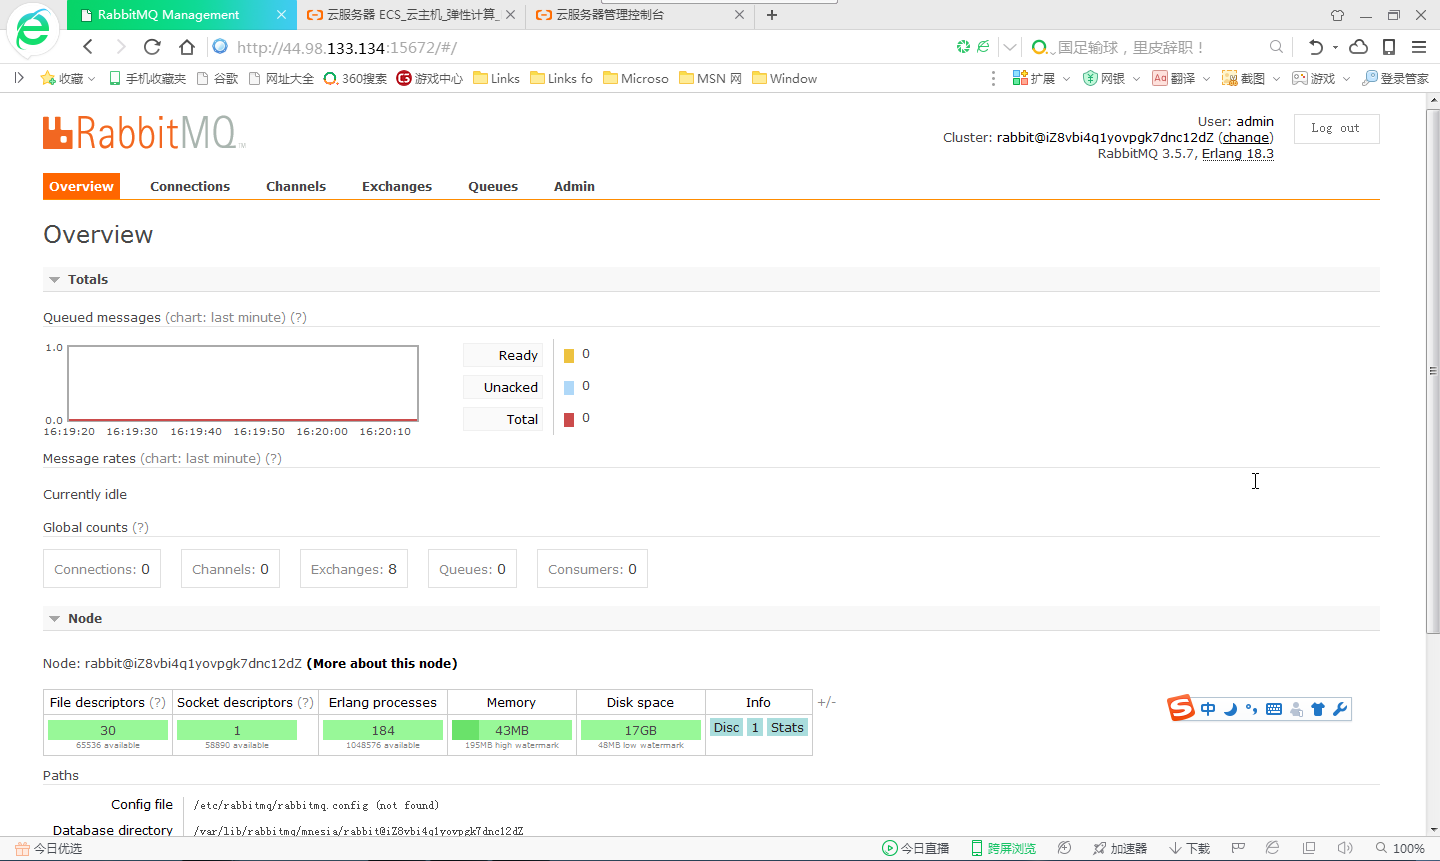 RabbitMQ Management
云服务器 ECS_云主机_弹性计算_
云服务器管理控制台
http://44.98.133.134:15672/#/
国足输球，里皮辞职！
收藏
手机收藏夹
谷歌
网址大全
360搜索
游戏中心
Links
Links fo
Microso
MSN 网
Window
扩展
网银
翻译
截图
游戏
登录管家
RabbitMQ TM
User: admin
Cluster: rabbit@iZ8vbi4q1yovpgk7dnc12dZ (change)
RabbitMQ 3.5.7, Erlang 18.3
Log out
Overview
Connections
Channels
Exchanges
Queues
Admin
Overview
Totals
Queued messages (chart: last minute) (?)
1.0
0.0
16:19:20 16:19:30 16:19:40 16:19:50 16:20:00 16:20:10
Ready 0
Unacked 0
Total 0
Message rates (chart: last minute) (?)
Currently idle
Global counts (?)
Connections: 0
Channels: 0
Exchanges: 8
Queues: 0
Consumers: 0
Node
Node: rabbit@iZ8vbi4q1yovpgk7dnc12dZ (More about this node)
File descriptors (?) Socket descriptors (?) Erlang processes Memory Disk space Info +/-
30 1 184 43MB 17GB Disc 1 Stats
65536 available 58890 available 1048576 available 195MB high watermark 48MB low watermark
S 中
Paths
Config file /etc/rabbitmq/rabbitmq.config (not found)
Database directory /var/lib/rabbitmq/mnesia/rabbit@iZ8vbi4q1yovpgk7dnc12dZ
今日优选
今日直播
跨屏浏览
加速器
下载
100%